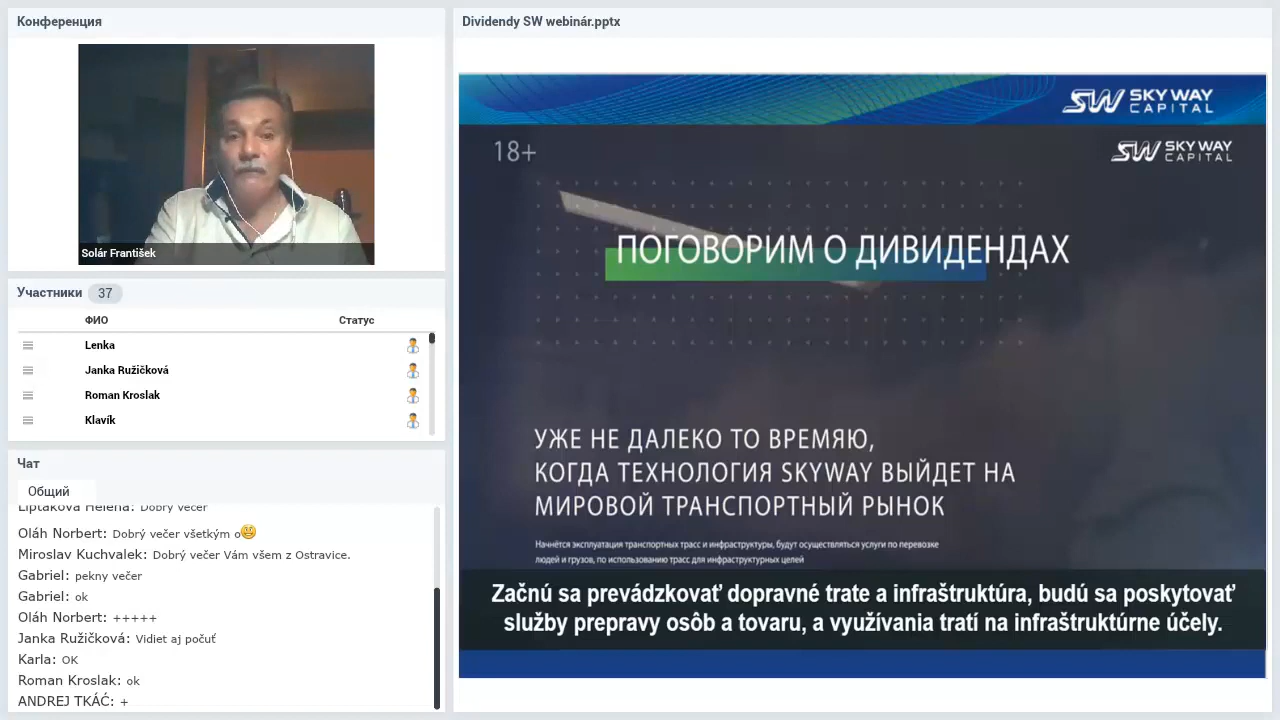 Конференция
Solár František
Участники 37
ФИО Статус
Lenka
Janka Ružičková
Roman Kroslak
Klavík
Чат
Общий
Liptáková Helena: Dobrý večer
Oláh Norbert: Dobrý večer všetkým o
Miroslav Kuchvalek: Dobrý večer Vám všem z Ostravice.
Gabriel: pekny večer
Gabriel: ok
Oláh Norbert: +++++
Janka Ružičková: Vidiet aj počuť
Karla: OK
Roman Kroslak: ok
ANDREJ TKÁČ: +
Dividendy SW webinár.pptx
SW SKY WAY
CAPITAL
18+
SW SKY WAY
CAPITAL
ПОГОВОРИМ О ДИВИДЕНДАХ
УЖЕ НЕ ДАЛЕКО ТО ВРЕМЯЮ,
КОГДА ТЕХНОЛОГИЯ SKYWAY ВЫЙДЕТ НА
МИРОВОЙ ТРАНСПОРТНЫЙ РЫНОК
Начнётся эксплуатация транспортных трасс и инфраструктуры, будут осуществляться услуги по перевозке
людей и грузов, по использованию трасс для инфраструктурных целей
Začnú sa prevádzkovať dopravné trate a infraštruktúra, budú sa poskytovať
služby prepravy osôb a tovaru, a využívania tratí na infraštruktúrne účely.